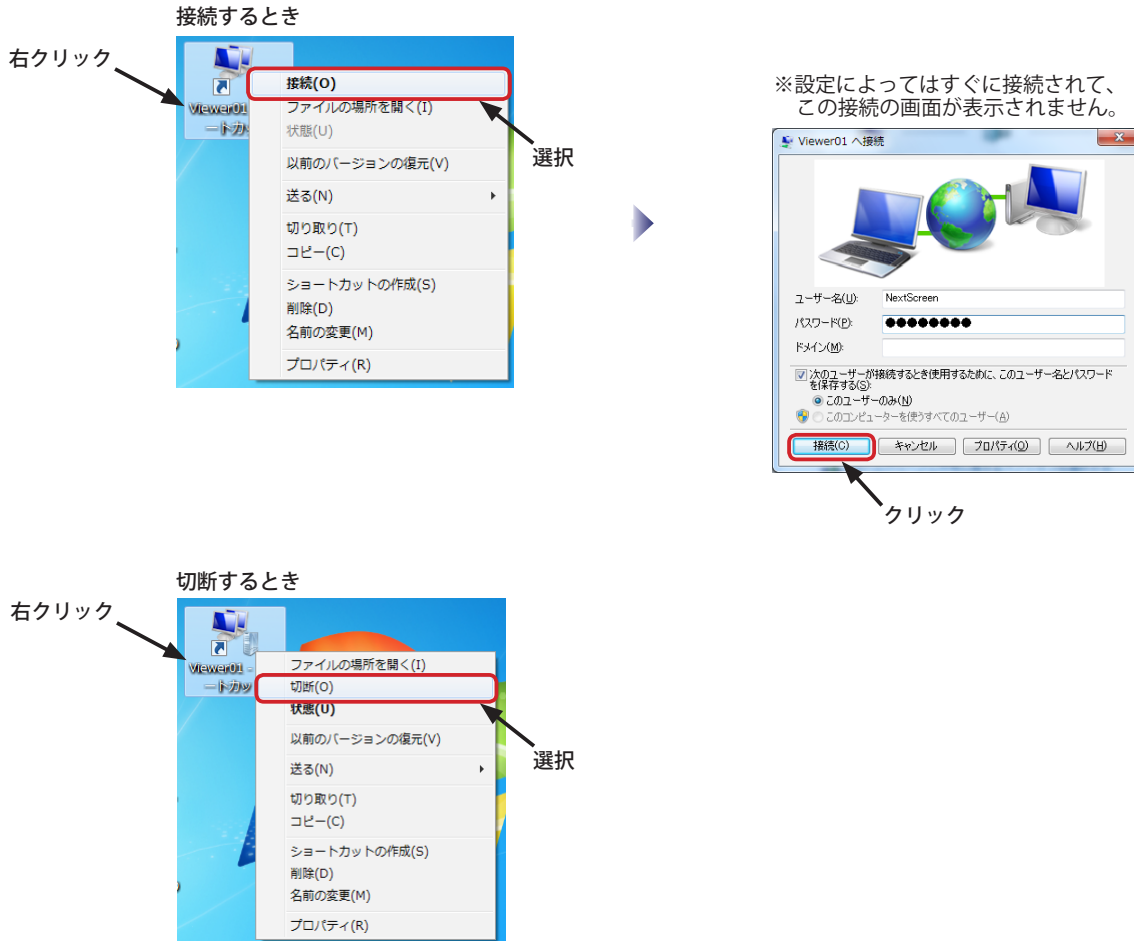 接続するとき
右クリック
Viewer01
ートカ
接続(O)
ファイルの場所を開く(I)
状態(U)
以前のバージョンの復元(V)
送る(N)
切り取り(T)
コピー(C)
ショートカットの作成(S)
削除(D)
名前の変更(M)
プロパティ(R)
選択
※設定によってはすぐに接続されて、
この接続の画面が表示されません。
Viewer01 へ接続
ユーザー名(U): NextScreen
パスワード(P): ●●●●●●●●
ドメイン(M):
次のユーザーが接続するとき使用するために、このユーザー名とパスワード
を保存する(S):
このユーザーのみ(N)
このコンピューターを使うすべてのユーザー(A)
接続(C) キャンセル プロパティ(O) ヘルプ(H)
クリック
切断するとき
右クリック
Viewer01 -
ートカッ
ファイルの場所を開く(I)
切断(O)
状態(U)
以前のバージョンの復元(V)
送る(N)
切り取り(T)
コピー(C)
ショートカットの作成(S)
削除(D)
名前の変更(M)
プロパティ(R)
選択